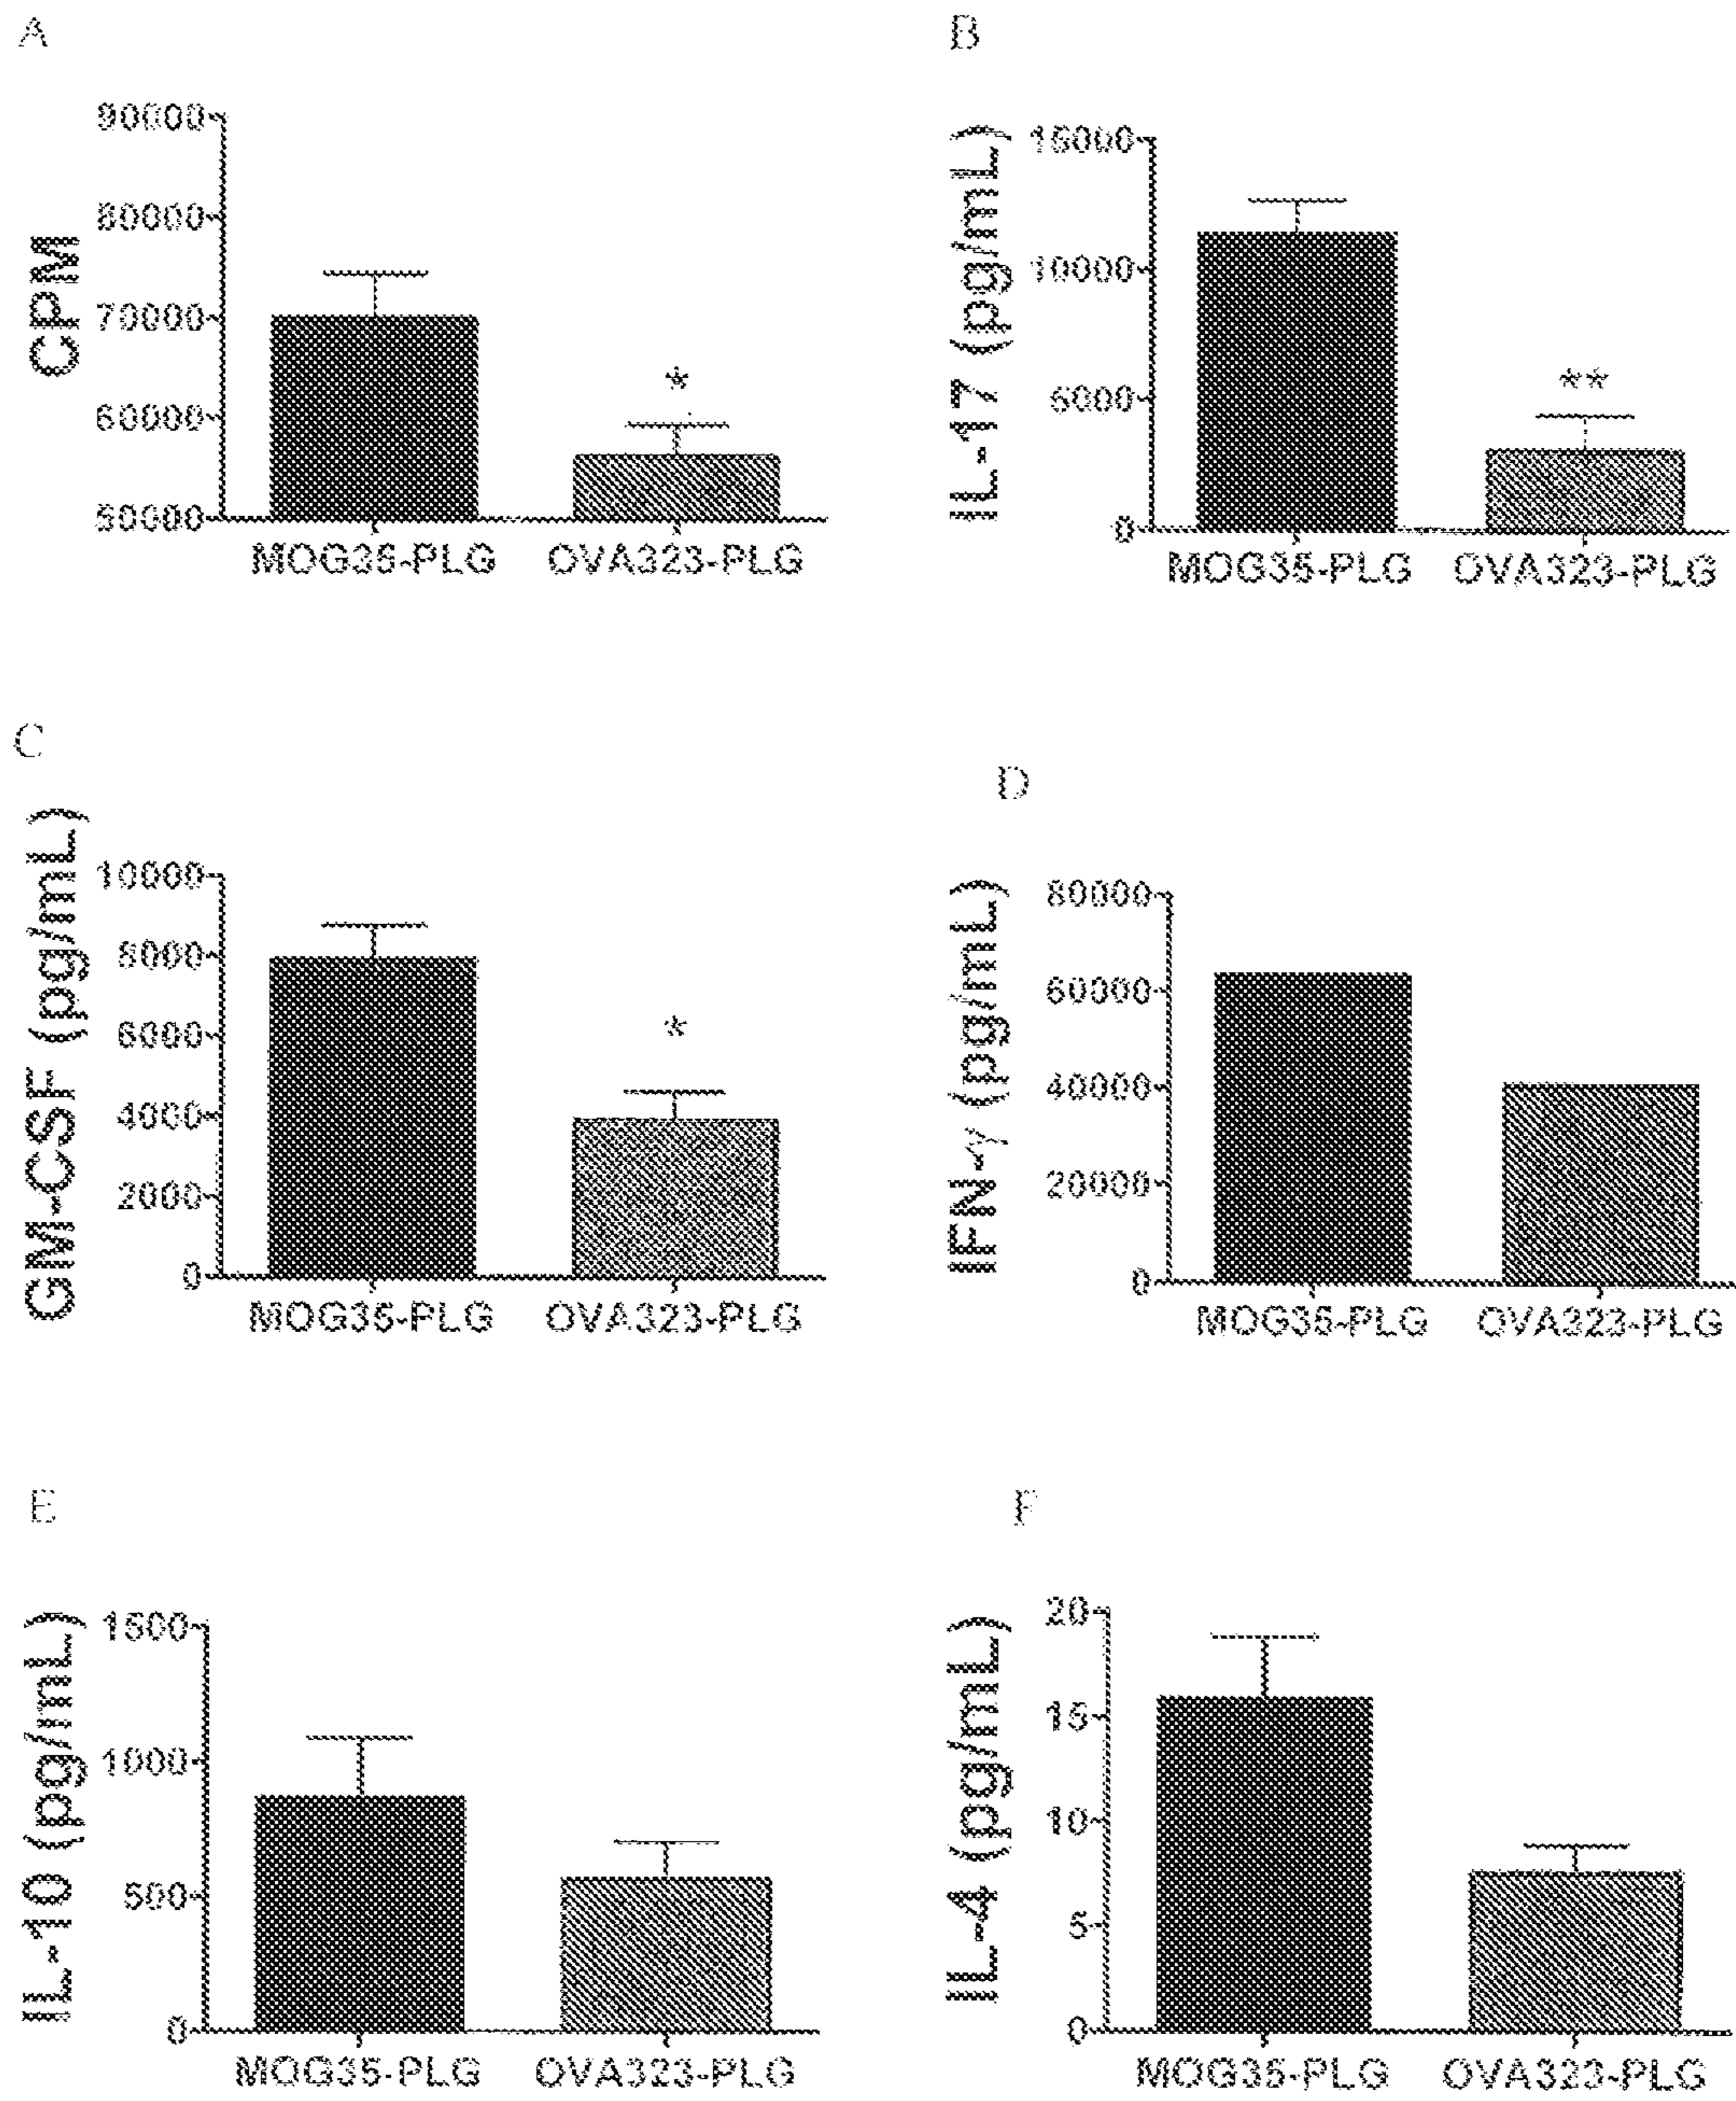 A
CPM
90000
80000
70000
60000
50000
*
MOG35-PLG OVA323-PLG
B
IL-17 (pg/mL)
15000
10000
5000
0
**
MOG35-PLG OVA323-PLG
C
GM-CSF (pg/mL)
10000
8000
6000
4000
2000
0
*
MOG35-PLG OVA323-PLG
D
IFN-γ (pg/mL)
80000
60000
40000
20000
0
MOG35-PLG OVA323-PLG
E
IL-10 (pg/mL)
1500
1000
500
0
MOG35-PLG OVA323-PLG
F
IL-4 (pg/mL)
20
15
10
5
0
MOG35-PLG OVA323-PLG